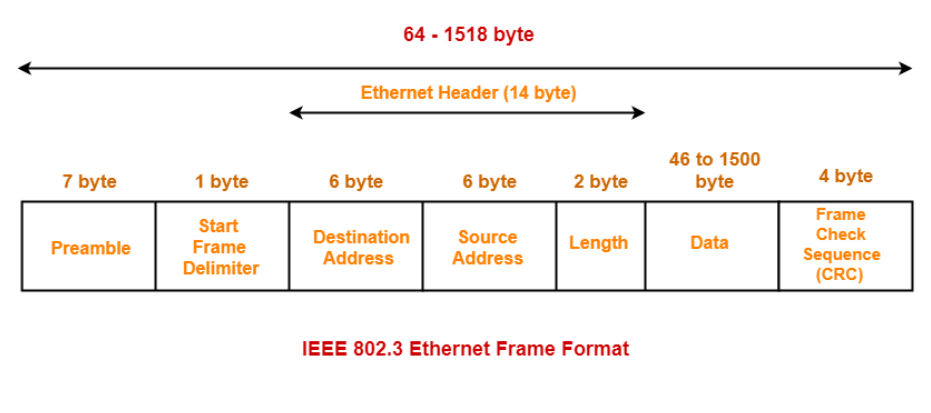 64 - 1518 byte
Ethernet Header (14 byte)
7 byte
1 byte
6 byte
6 byte
2 byte
46 to 1500
byte
4 byte
Preamble
Start
Frame
Delimiter
Destination
Address
Source
Address
Length
Data
Frame
Check
Sequence
(CRC)
IEEE 802.3 Ethernet Frame Format